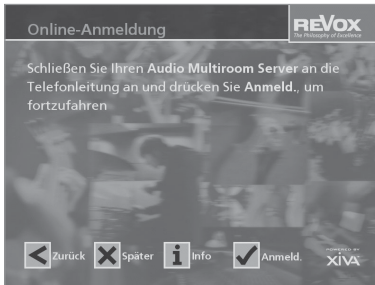 Online-Anmeldung
REVOX
The Philosophy of Excellence
Schließen Sie Ihren Audio Multiroom Server an die
Telefonleitung an und drücken Sie Anmeld., um
fortzufahren
Zurück Später Info Anmeld.
POWERED BY
XiVA